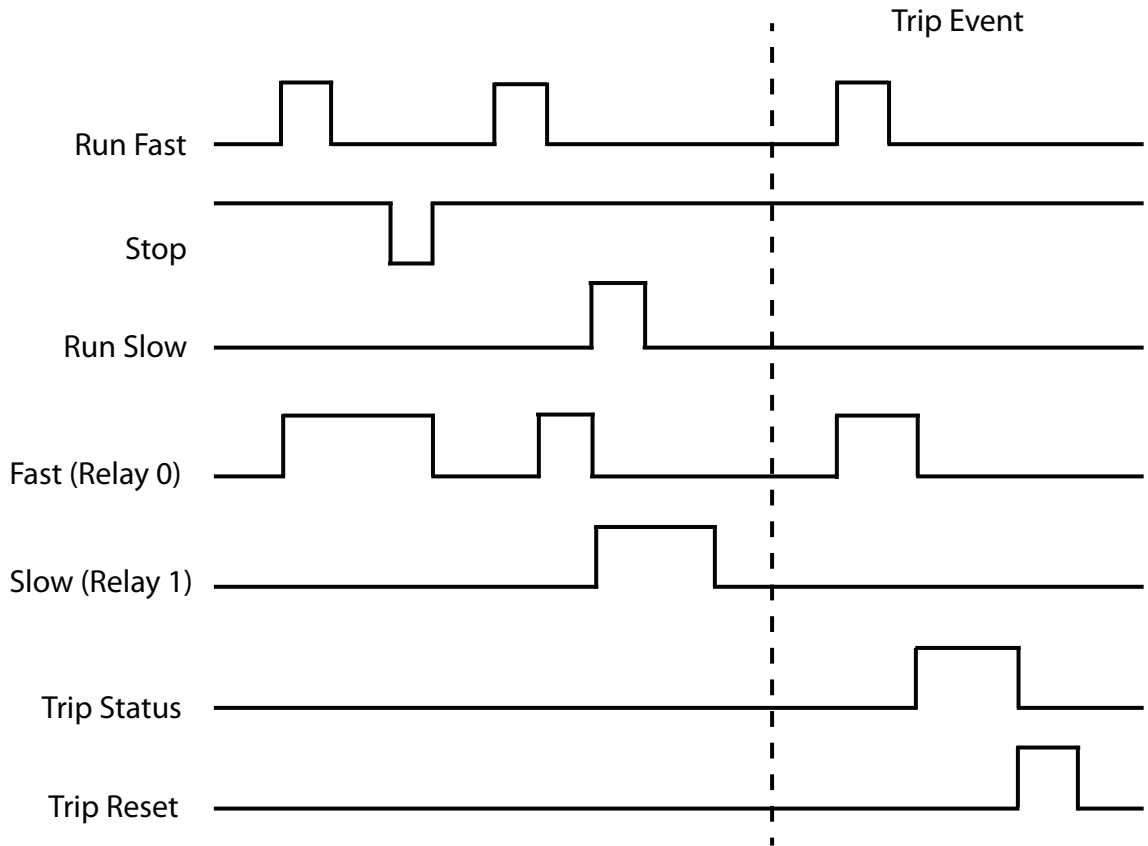 Trip Event
Run Fast
Stop
Run Slow
Fast (Relay 0)
Slow (Relay 1)
Trip Status
Trip Reset